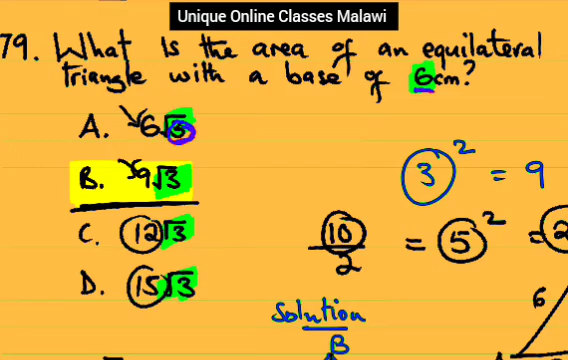 Unique Online Classes Malawi
79. What is the area of an equilateral
triangle with a base of 6cm?
A. 6√3
B. 9√3
3² = 9
C. 12√3
10/2 = 5² =
D. 15√3
6
Solution
B